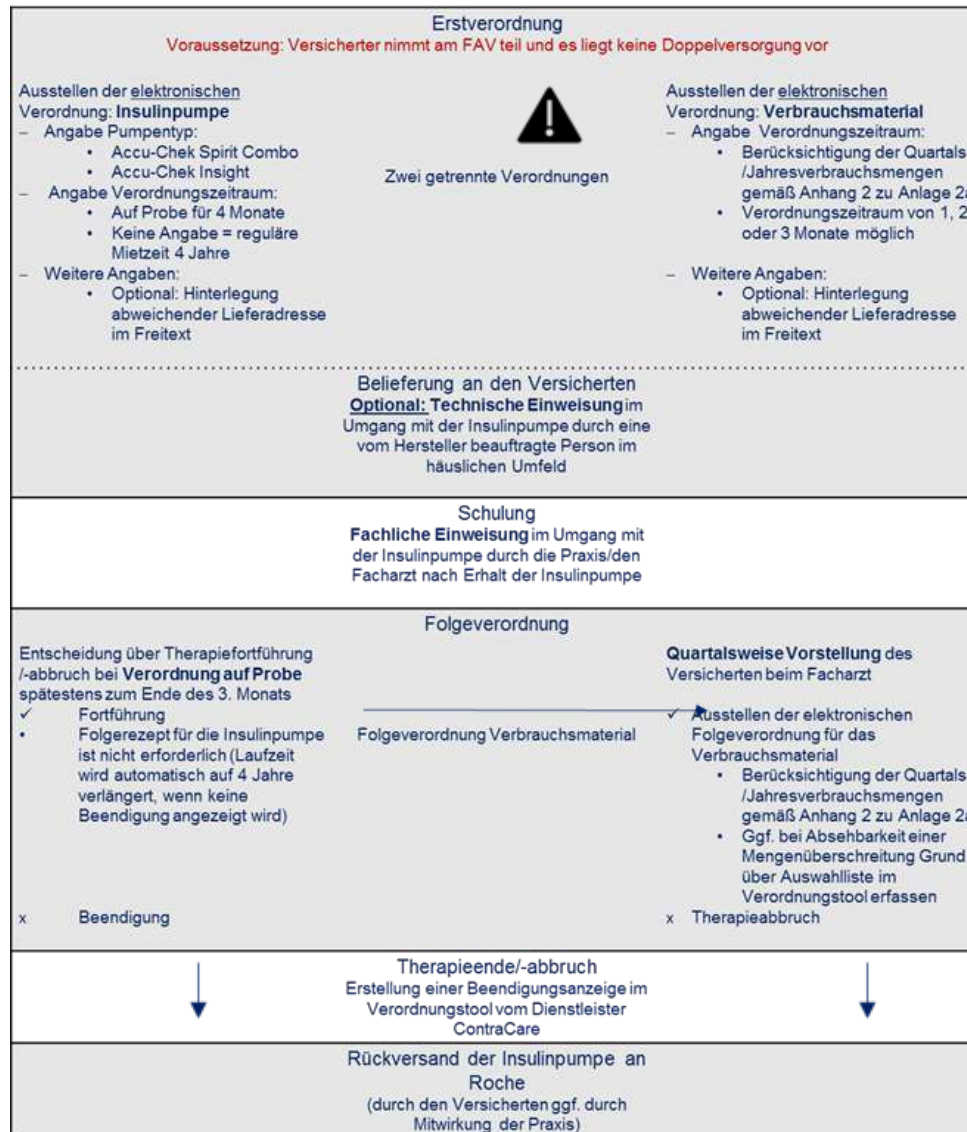 Erstverordnung
Voraussetzung: Versicherter nimmt am FAV teil und es liegt keine Doppelversorgung vor
Ausstellen der elektronischen
Verordnung: Insulinpumpe
– Angabe Pumpentyp:
• Accu-Chek Spirit Combo
• Accu-Chek Insight
– Angabe Verordnungszeitraum:
• Auf Probe für 4 Monate
• Keine Angabe = reguläre
Mietzeit 4 Jahre
– Weitere Angaben:
• Optional: Hinterlegung
abweichender Lieferadresse
im Freitext
Zwei getrennte Verordnungen
Ausstellen der elektronischen
Verordnung: Verbrauchsmaterial
– Angabe Verordnungszeitraum:
• Berücksichtigung der Quartals
/Jahresverbrauchsmengen
gemäß Anhang 2 zu Anlage 2a
• Verordnungszeitraum von 1, 2
oder 3 Monate möglich
– Weitere Angaben:
• Optional: Hinterlegung
abweichender Lieferadresse
im Freitext
Belieferung an den Versicherten
Optional: Technische Einweisung im
Umgang mit der Insulinpumpe durch eine
vom Hersteller beauftragte Person im
häuslichen Umfeld
Schulung
Fachliche Einweisung im Umgang mit
der Insulinpumpe durch die Praxis/den
Facharzt nach Erhalt der Insulinpumpe
Folgeverordnung
Entscheidung über Therapiefortführung
/-abbruch bei Verordnung auf Probe
spätestens zum Ende des 3. Monats
✓ Fortführung
• Folgerezept für die Insulinpumpe
ist nicht erforderlich (Laufzeit
wird automatisch auf 4 Jahre
verlängert, wenn keine
Beendigung angezeigt wird)
x Beendigung
Folgeverordnung Verbrauchsmaterial
Quartalsweise Vorstellung des
Versicherten beim Facharzt
✓ Ausstellen der elektronischen
Folgeverordnung für das
Verbrauchsmaterial
• Berücksichtigung der Quartals
/Jahresverbrauchsmengen
gemäß Anhang 2 zu Anlage 2a
• Ggf. bei Absehbarkeit einer
Mengenüberschreitung Grund
über Auswahlliste im
Verordnungstool erfassen
x Therapieabbruch
Therapieende/-abbruch
Erstellung einer Beendigungsanzeige im
Verordnungstool vom Dienstleister
ContraCare
Rückversand der Insulinpumpe an
Roche
(durch den Versicherten ggf. durch
Mitwirkung der Praxis)